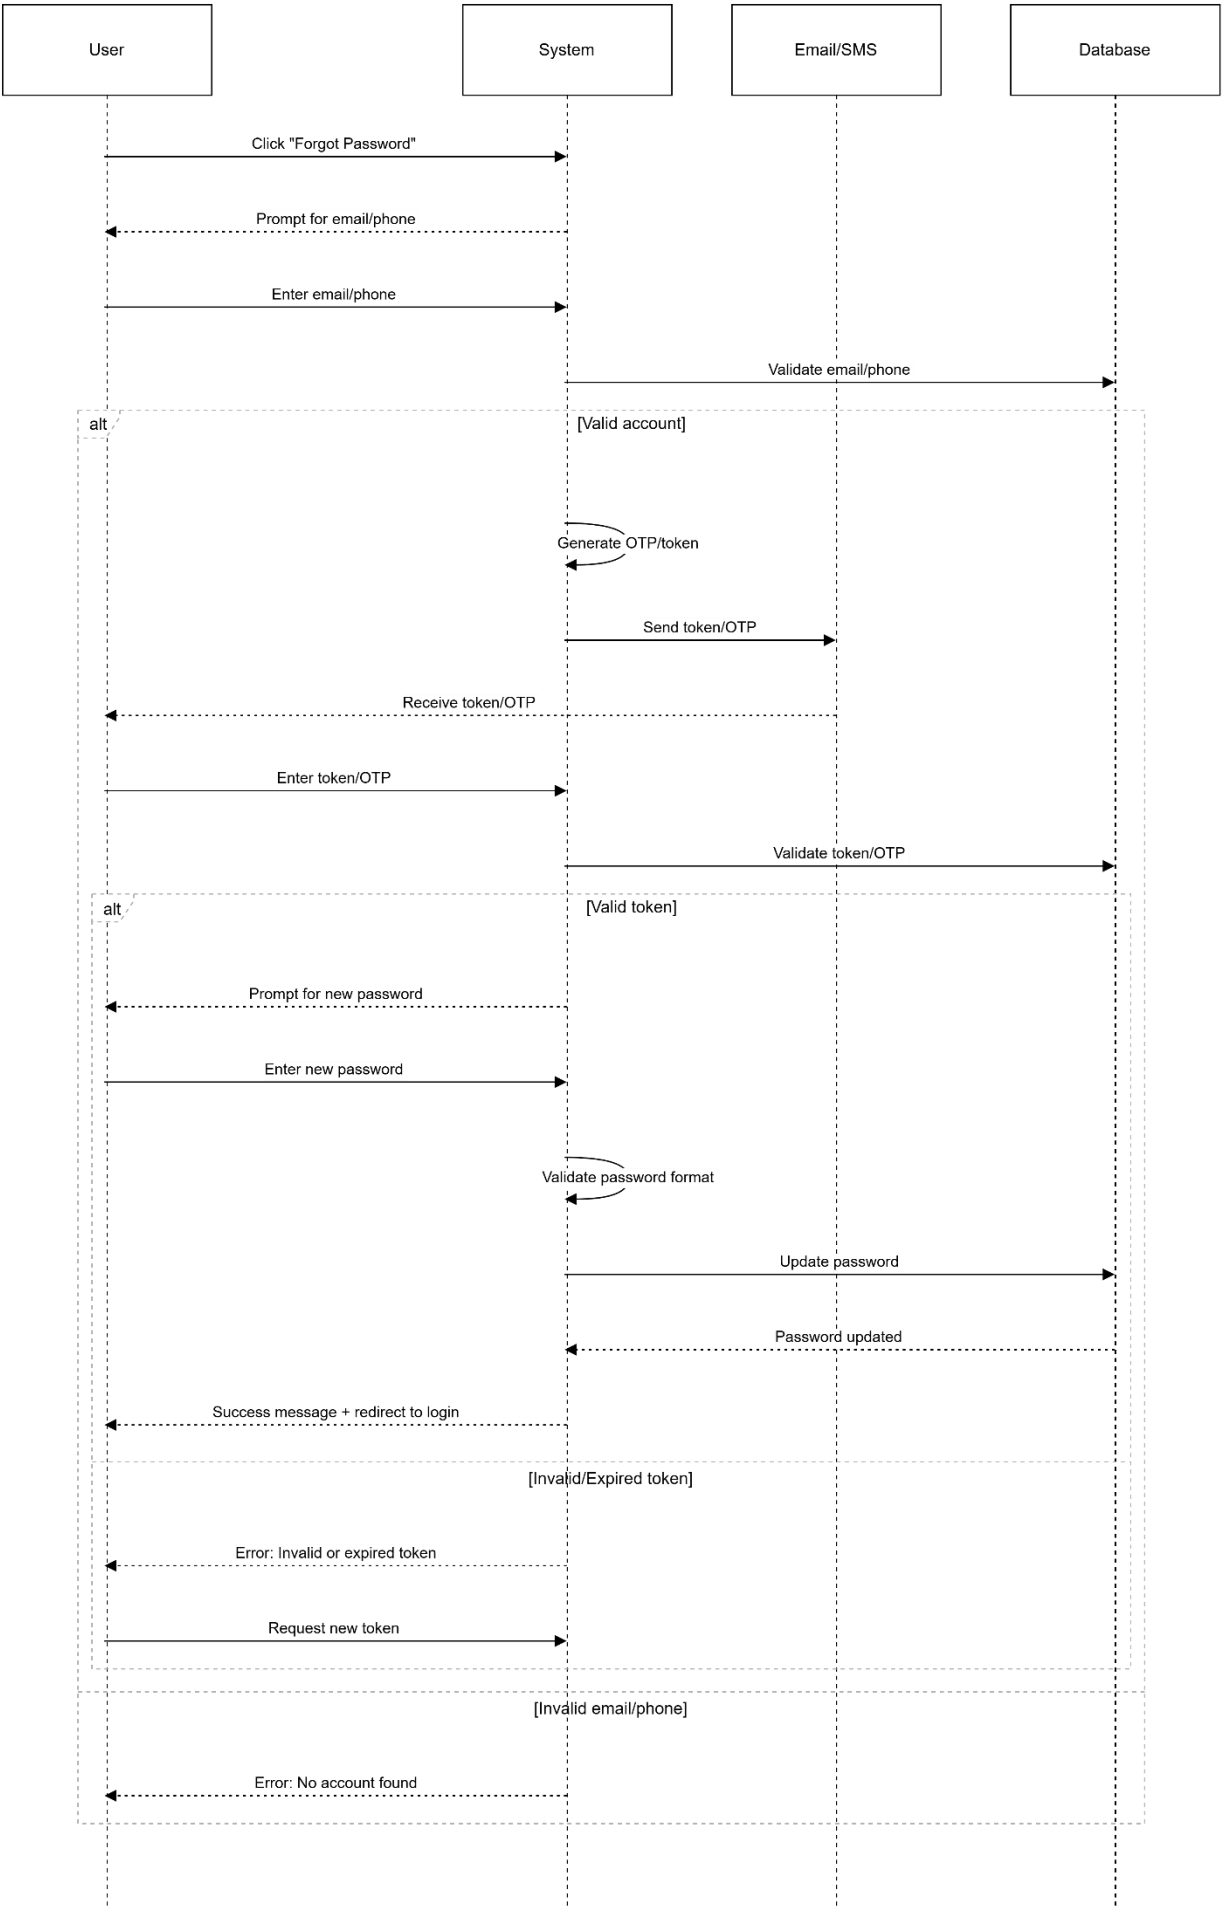 User
System
Email/SMS
Database
Click "Forgot Password"
Prompt for email/phone
Enter email/phone
Validate email/phone
alt
[Valid account]
Generate OTP/token
Send token/OTP
Receive token/OTP
Enter token/OTP
Validate token/OTP
alt
[Valid token]
Prompt for new password
Enter new password
Validate password format
Update password
Password updated
Success message + redirect to login
[Invalid/Expired token]
Error: Invalid or expired token
Request new token
[Invalid email/phone]
Error: No account found